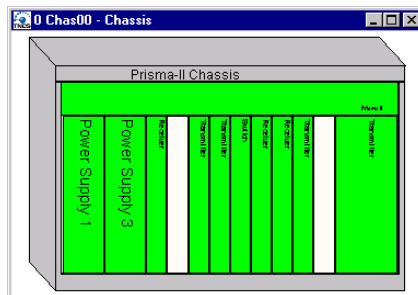 TNCS
0 Chas00 - Chassis
Prisma-II Chassis
Prisma II
Power Supply 1
Power Supply 3
Receiver
Transmitter
Transmitter
Switch
Receiver
Receiver
Transmitter
Transmitter